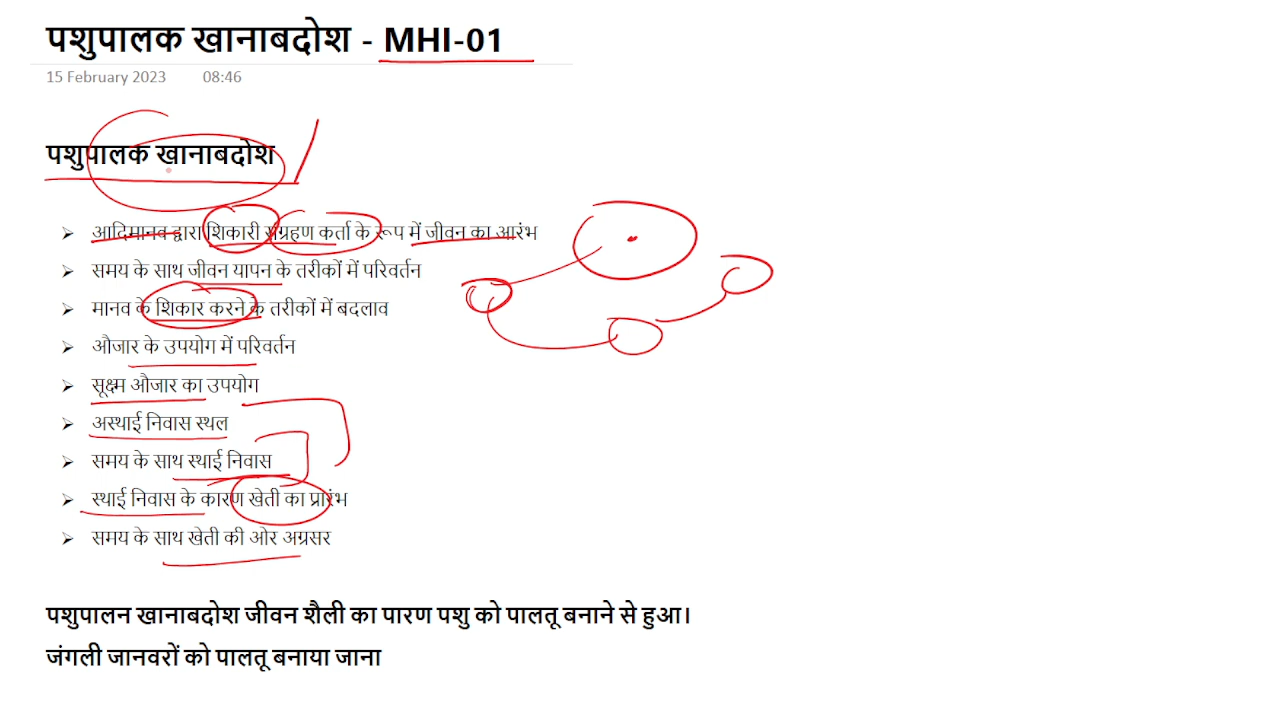 पशुपालक खानाबदोश - MHI-01
15 February 2023 08:46
पशुपालक खानाबदोश
➢ आदिमानव द्वारा शिकारी संग्रहण कर्ता के रूप में जीवन का आरंभ
➢ समय के साथ जीवन यापन के तरीकों में परिवर्तन
➢ मानव के शिकार करने के तरीकों में बदलाव
➢ औजार के उपयोग में परिवर्तन
➢ सूक्ष्म औजार का उपयोग
➢ अस्थाई निवास स्थल
➢ समय के साथ स्थाई निवास
➢ स्थाई निवास के कारण खेती का प्रारंभ
➢ समय के साथ खेती की ओर अग्रसर
पशुपालन खानाबदोश जीवन शैली का पारण पशु को पालतू बनाने से हुआ।
जंगली जानवरों को पालतू बनाया जाना